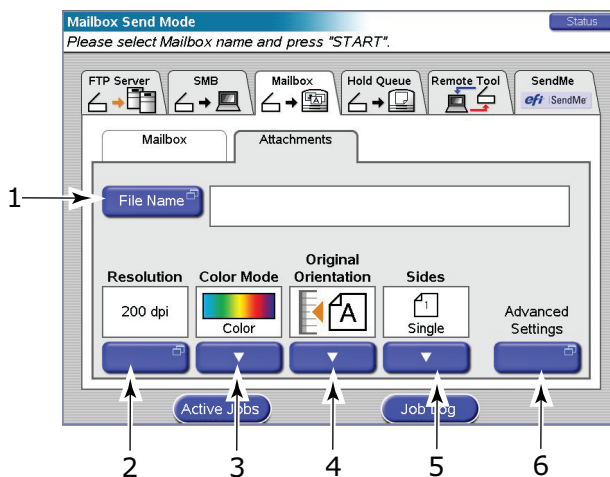 Mailbox Send Mode
Status
Please select Mailbox name and press "START".
FTP Server
SMB
Mailbox
Hold Queue
Remote Tool
SendMe
A
efi SendMe
Mailbox
Attachments
1
File Name
Resolution
Color Mode
Original
Orientation
Sides
200 dpi
Color
A
1
Single
Advanced
Settings
Active Jobs
Job Log
2
3
4
5
6